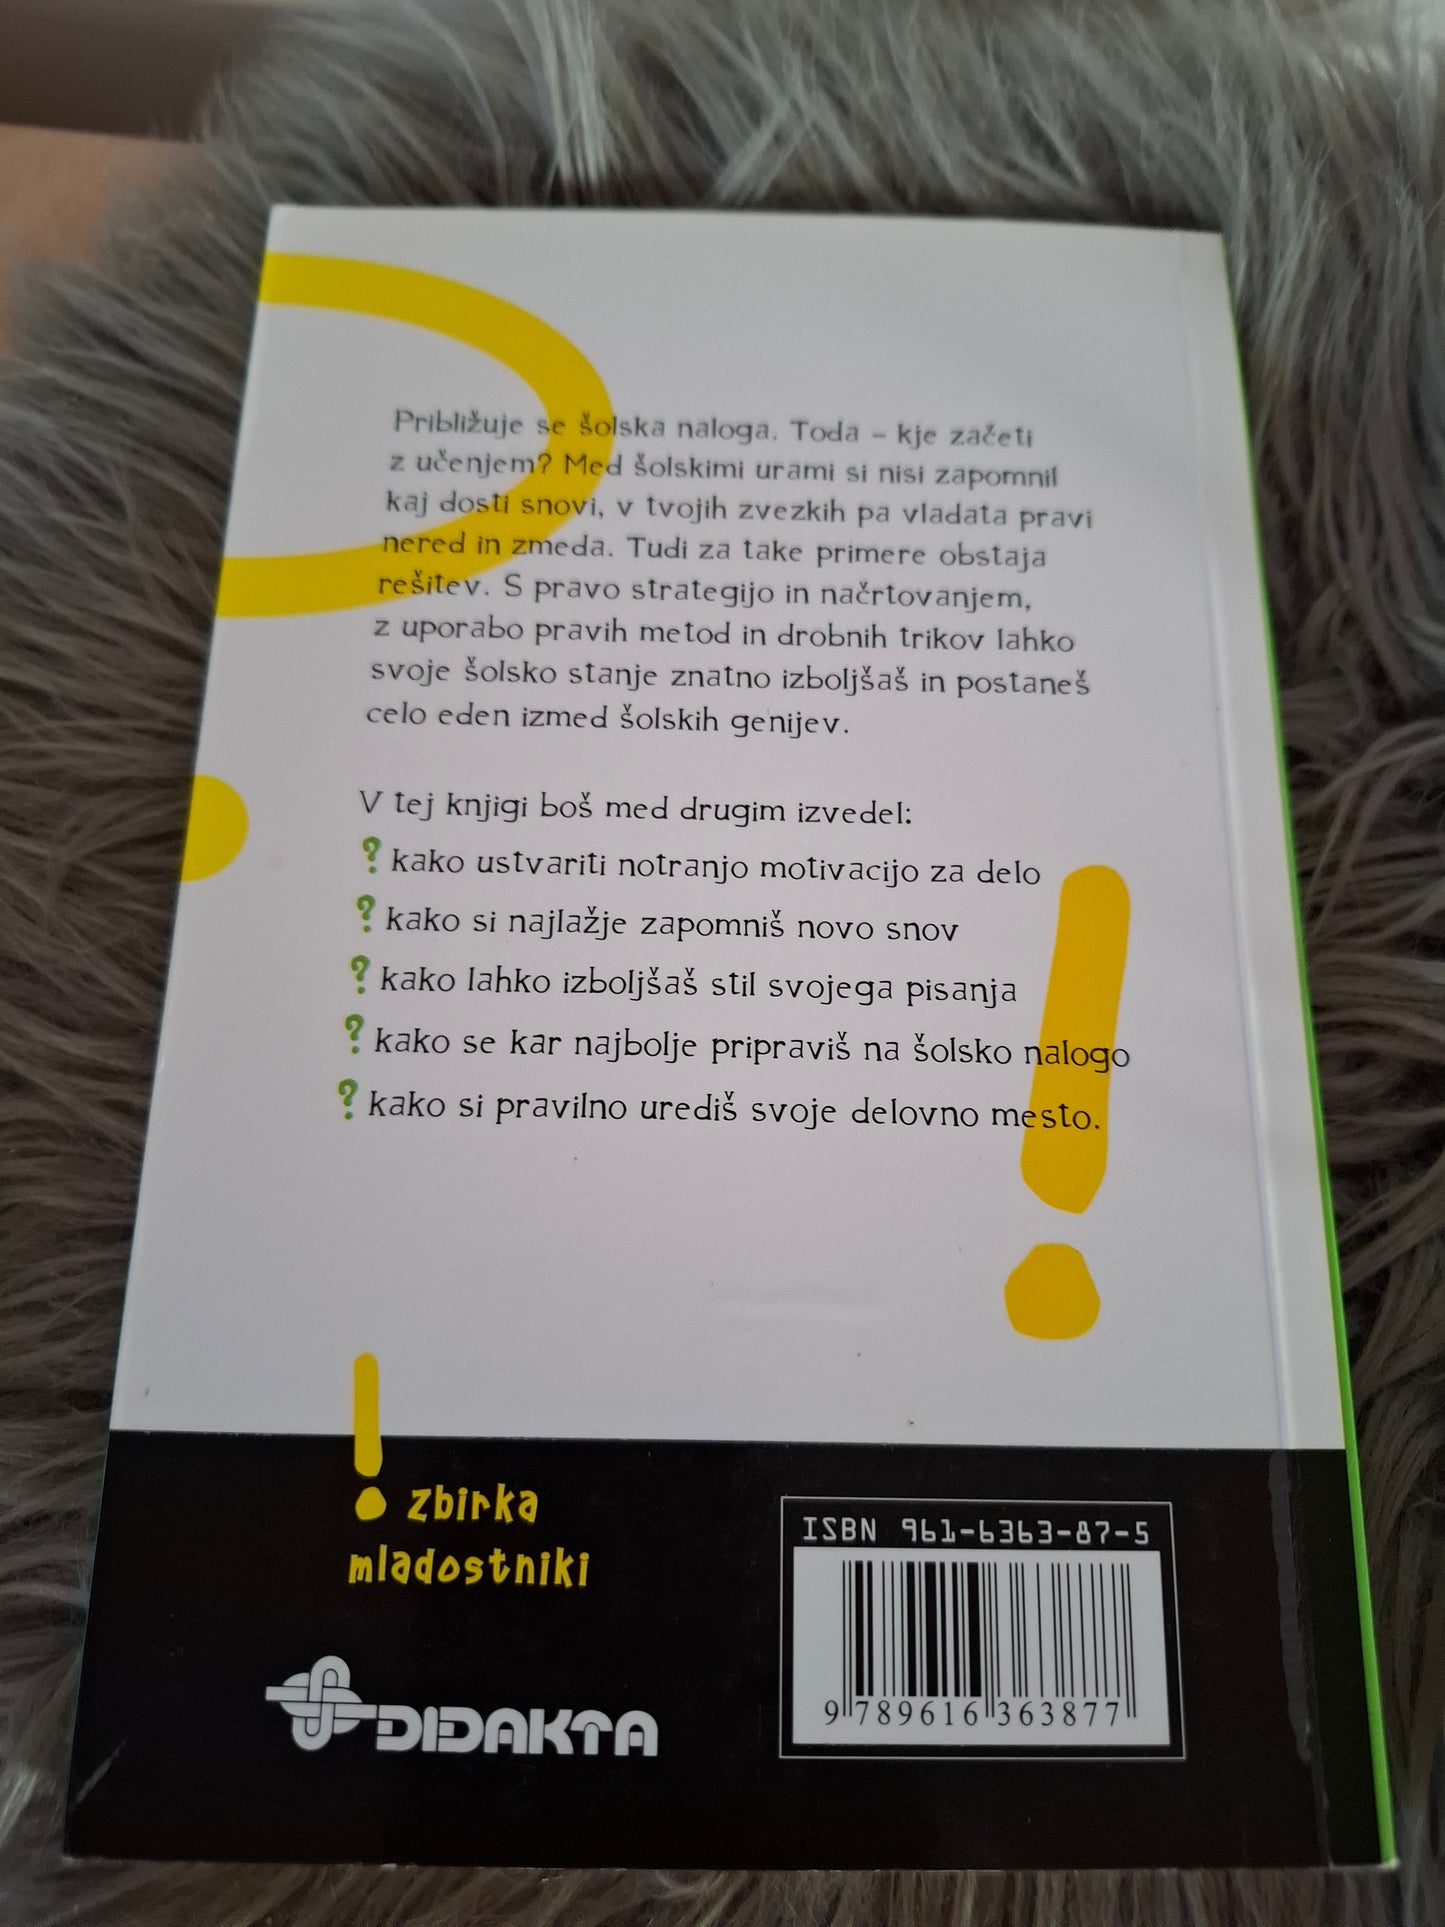 Približuje se šolska naloga. Toda – kje začeti
z učenjem? Med šolskimi urami si nisi zapomnil
kaj dosti snovi, v tvojih zvezkih pa vladata pravi
nered in zmeda. Tudi za take primere obstaja
rešitev. S pravo strategijo in načrtovanjem,
z uporabo pravih metod in drobnih trikov lahko
svoje šolsko stanje znatno izboljšaš in postaneš
celo eden izmed šolskih genijev.
V tej knjigi boš med drugim izvedel:
? kako ustvariti notranjo motivacijo za delo
? kako si najlažje zapomniš novo snov
? kako lahko izboljšaš stil svojega pisanja
? kako se kar najbolje pripraviš na šolsko nalogo
? kako si pravilno urediš svoje delovno mesto.
! zbirka
mladostniki
DIDAKTA
ISBN 961-6363-87-5
9 789616 363877